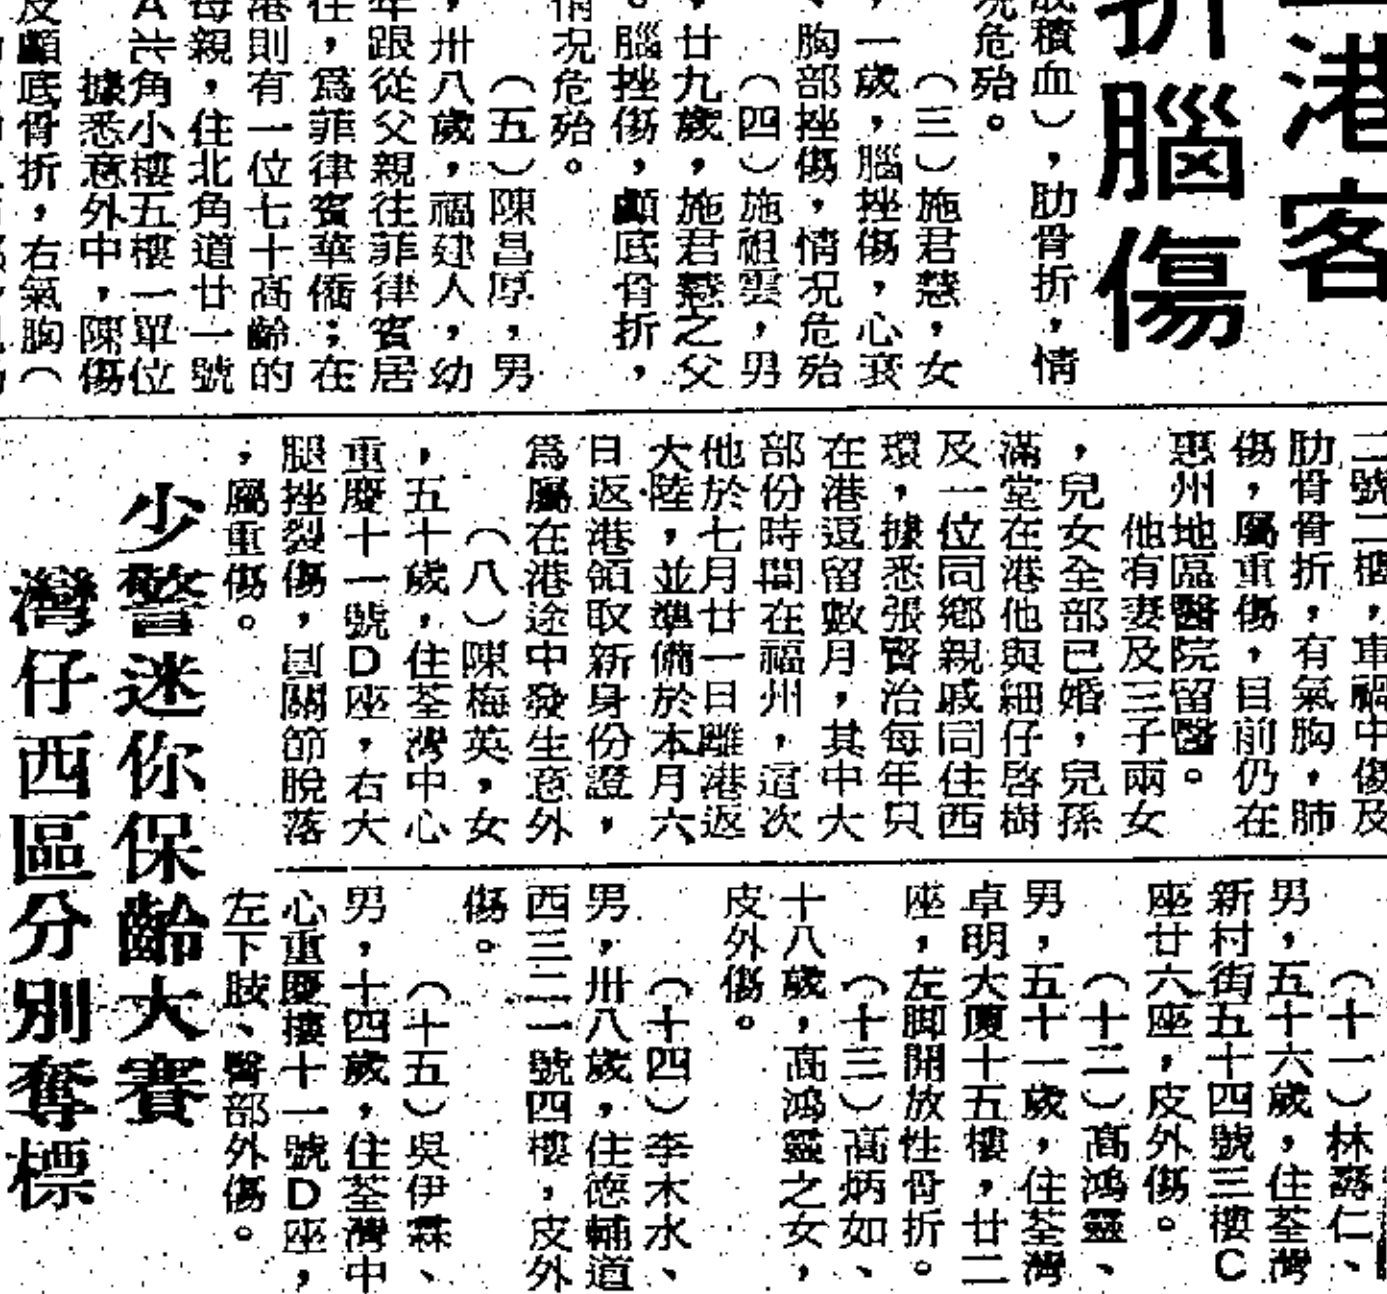 港客
折腦傷
放積血），肋骨折，情
況危殆。
（三）施君慧，女
，一歲，腦挫傷，心衰
、胸部挫傷，情況危殆
。
（四）施祖雲，男
，廿九歲，施君慧之父
。腦挫傷，顱底骨折，
情況危殆。
（五）陳昌厚，男
，卅八歲，福建人，幼
年跟從父親往菲律賓居
住，為菲律賓華僑；在
港則有一位七十高齡的
母親，住北角道廿一號
A六角小樓五樓一單位
據悉意外中，陳傷
及顱底骨折，右氣胸（
二號二樓，車禍中傷及
肋骨骨折，有氣胸，肺
傷，屬重傷，目前仍在
惠州地區醫院留醫。
他有妻及三子兩女
，兒女全部已婚，兒孫
滿堂在港他與細仔啓樹
及一位同鄉親戚同住西
環，據悉張賢治每年只
在港逗留數月，其中大
部份時間在福州，這次
他於七月廿一日離港返
大陸，並準備於本月六
日返港領取新身份證，
為屬在港途中發生意外
（八）陳梅英，女
，五十歲，住荃灣中心
重慶十一號D座，右大
腿挫裂傷，關節脫落
，屬重傷。
（十一）林壽仁、
男，五十六歲，住荃灣
新村街五十四號三樓C
座廿六座，皮外傷。
（十二）高鴻靈、
男，五十一歲，住荃灣
卓明大廈十五樓，廿二
座，左脚開放性骨折。
（十三）高炳如、
十八歲，高鴻靈之女，
皮外傷。
（十四）李木水、
男，卅八歲，住德輔道
西三二一號四樓，皮外
傷。
（十五）吳伊霖、
男，十四歲，住荃灣中
心重慶樓十一號D座，
左下肢、臀部外傷。
少警迷你保齡大賽
灣仔西區分別奪標